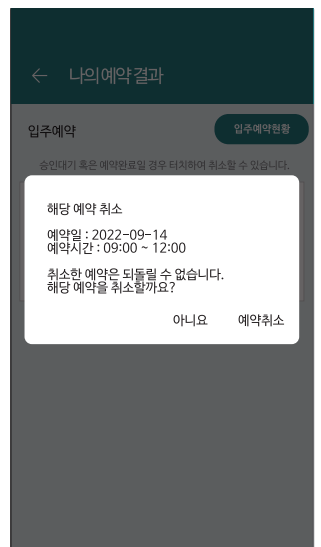 ← 나의예약결과
입주예약
입주예약현황
승인대기 혹은 예약완료일 경우 터치하여 취소할 수 있습니다.
해당 예약 취소
예약일 : 2022-09-14
예약시간 : 09:00 ~ 12:00
취소한 예약은 되돌릴 수 없습니다.
해당 예약을 취소할까요?
아니요 예약취소